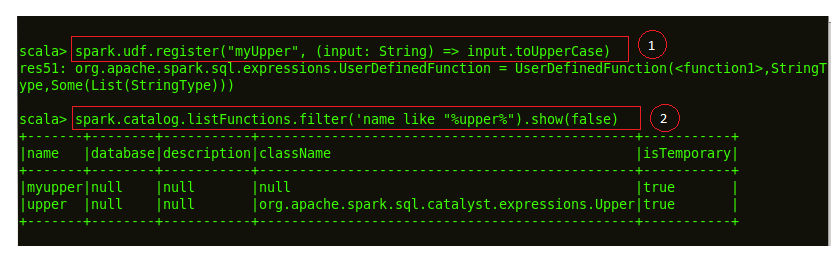 scala> spark.udf.register("myUpper", (input: String) => input.toUpperCase) 1
res51: org.apache.spark.sql.expressions.UserDefinedFunction = UserDefinedFunction(<function1>,StringT
ype,Some(List(StringType)))
scala> spark.catalog.listFunctions.filter('name like "%upper%").show(false) 2
+-------+--------+-----------+-----------------------------------------------+-----------+
|name   |database|description|className                                      |isTemporary|
+-------+--------+-----------+-----------------------------------------------+-----------+
|myupper|null    |null       |null                                           |true       |
|upper  |null    |null       |org.apache.spark.sql.catalyst.expressions.Upper|true       |
+-------+--------+-----------+-----------------------------------------------+-----------+